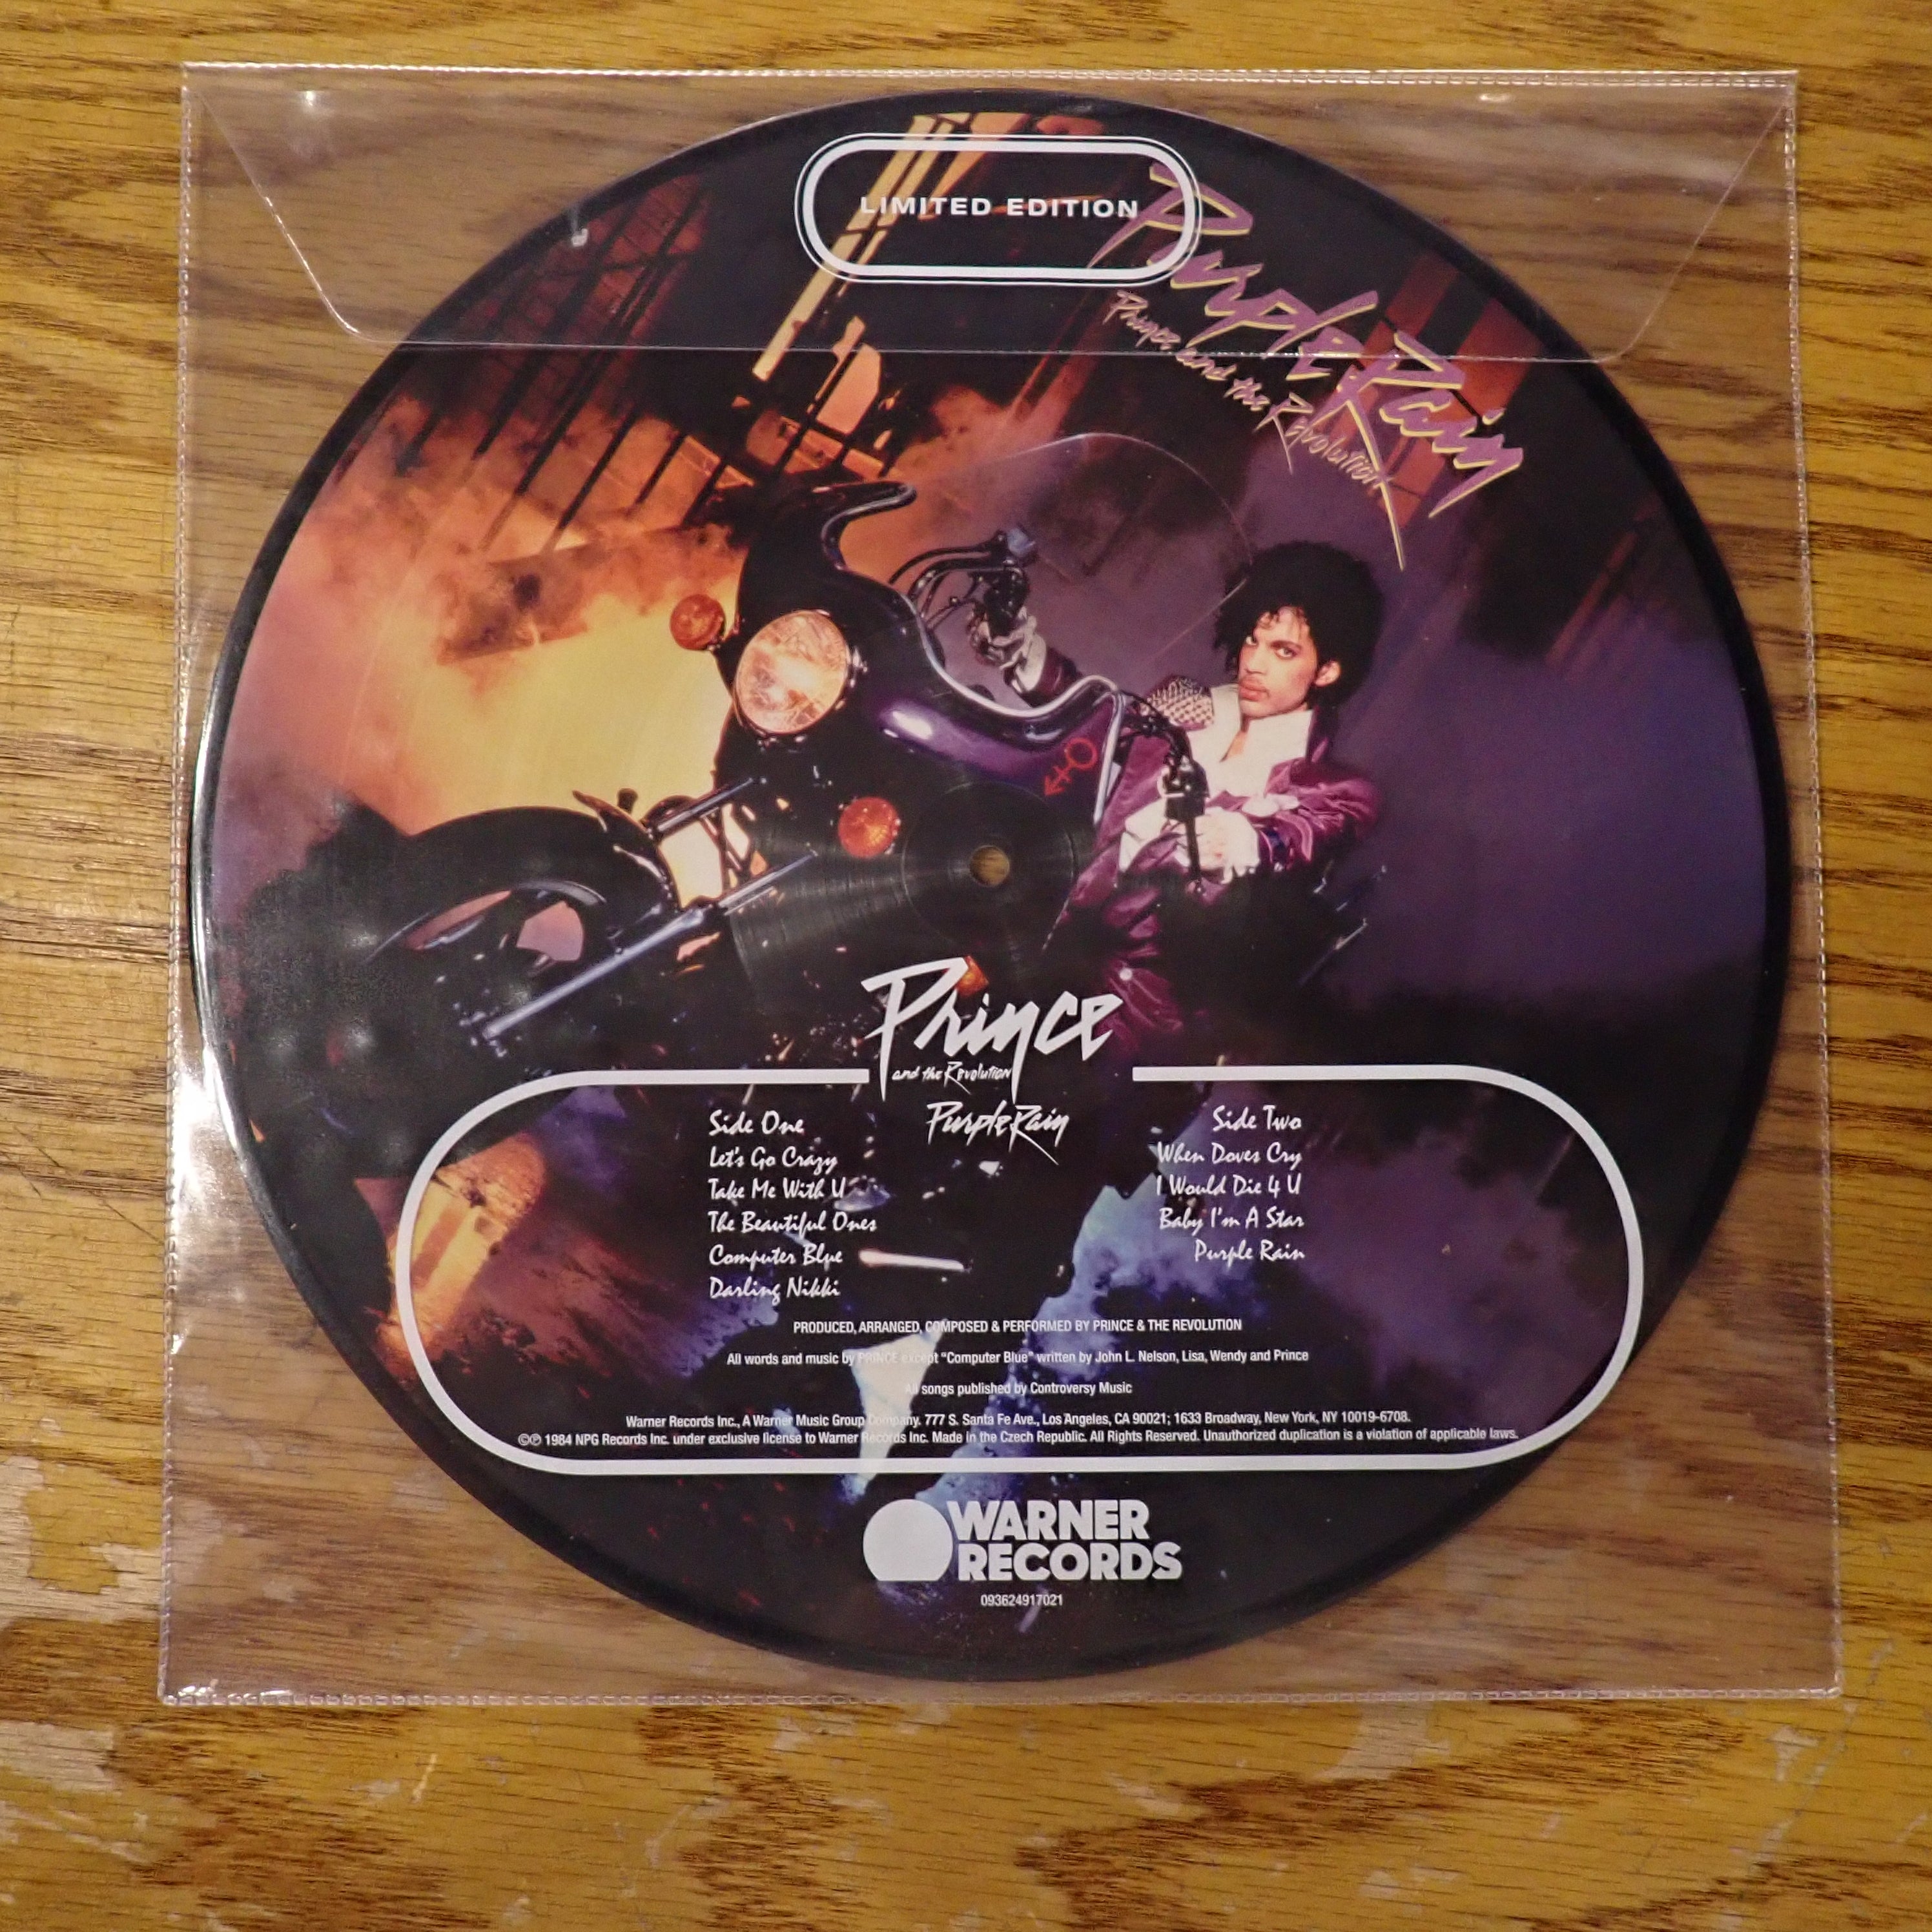 LIMITED EDITION
Purple Rain
Prince and the Revolution
Prince
and the Revolution
Purple Rain
Side One
Let's Go Crazy
Take Me With U
The Beautiful Ones
Computer Blue
Darling Nikki
Side Two
When Doves Cry
I Would Die 4 U
Baby I'm A Star
Purple Rain
PRODUCED, ARRANGED, COMPOSED & PERFORMED BY PRINCE & THE REVOLUTION
All words and music by PRINCE except “Computer Blue” written by John L. Nelson, Lisa, Wendy and Prince
All songs published by Controversy Music
Warner Records Inc., A Warner Music Group Company. 777 S. Santa Fe Ave., Los Angeles, CA 90021; 1633 Broadway, New York, NY 10019-6708.
©℗ 1984 NPG Records Inc. under exclusive license to Warner Records Inc. Made in the Czech Republic. All Rights Reserved. Unauthorized duplication is a violation of applicable laws.
WARNER
RECORDS
093624917021